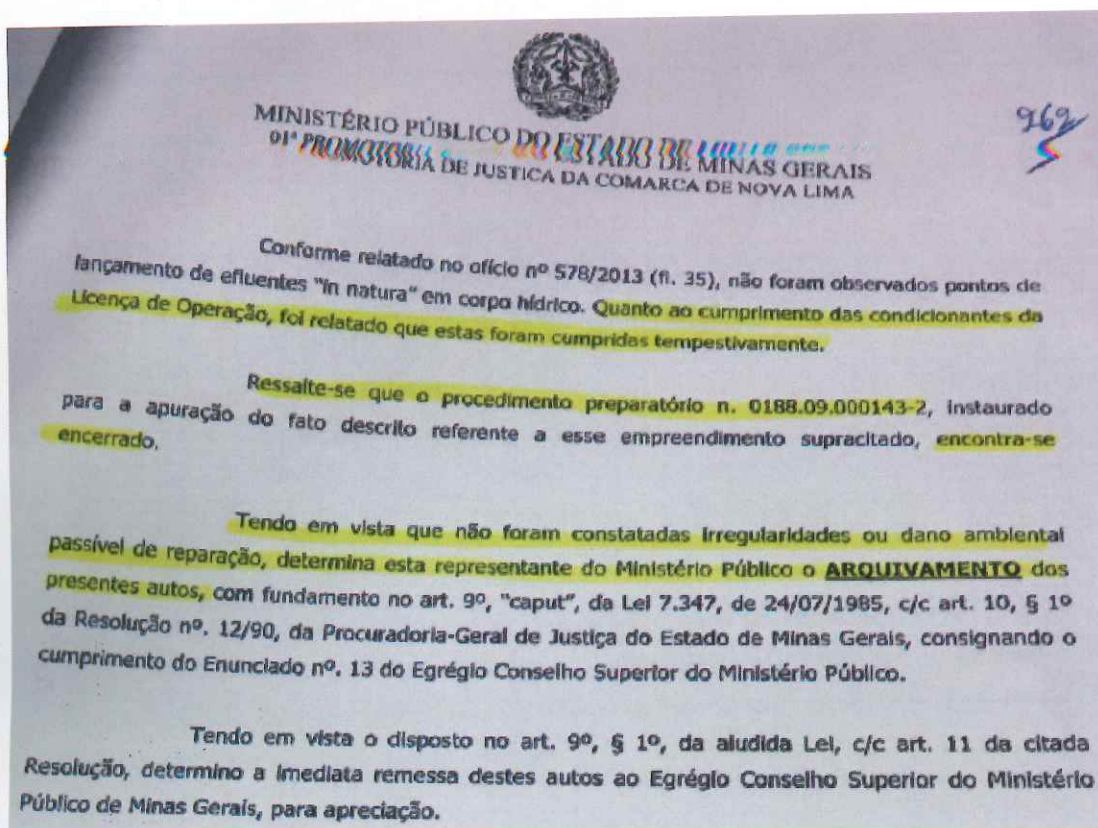 MINISTÉRIO PÚBLICO DO ESTADO DE MINAS GERAIS
01ª PROMOTORIA DE JUSTICA DA COMARCA DE NOVA LIMA
Conforme relatado no ofício nº 578/2013 (fl. 35), não foram observados pontos de
lançamento de efluentes "in natura" em corpo hídrico. Quanto ao cumprimento das condicionantes da
Licença de Operação, foi relatado que estas foram cumpridas tempestivamente.
Ressalte-se que o procedimento preparatório n. 0188.09.000143-2, instaurado
para a apuração do fato descrito referente a esse empreendimento supracitado, encontra-se
encerrado.
Tendo em vista que não foram constatadas irregularidades ou dano ambiental
passível de reparação, determina esta representante do Ministério Público o ARQUIVAMENTO dos
presentes autos, com fundamento no art. 9º, "caput", da Lei 7.347, de 24/07/1985, c/c art. 10, § 1º
da Resolução nº. 12/90, da Procuradoria-Geral de Justiça do Estado de Minas Gerais, consignando o
cumprimento do Enunciado nº. 13 do Egrégio Conselho Superior do Ministério Público.
Tendo em vista o disposto no art. 9º, § 1º, da aludida Lei, c/c art. 11 da citada
Resolução, determino a imediata remessa destes autos ao Egrégio Conselho Superior do Ministério
Público de Minas Gerais, para apreciação.